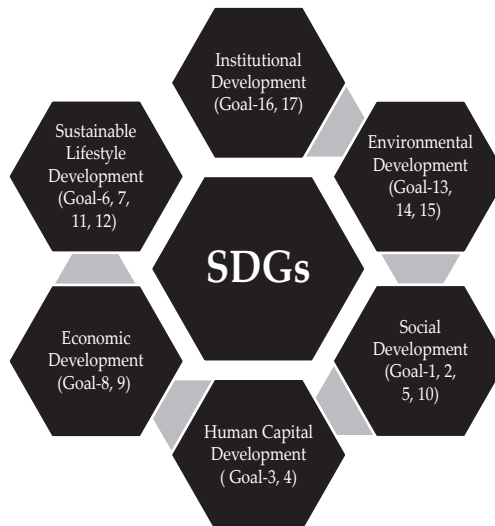 Institutional
Development
(Goal-16, 17)
Environmental
Development
(Goal-13,
14, 15)
Social
Development
(Goal-1, 2,
5, 10)
Human Capital
Development
( Goal-3, 4)
Economic
Development
(Goal-8, 9)
Sustainable
Lifestyle
Development
(Goal-6, 7,
11, 12)
SDGs